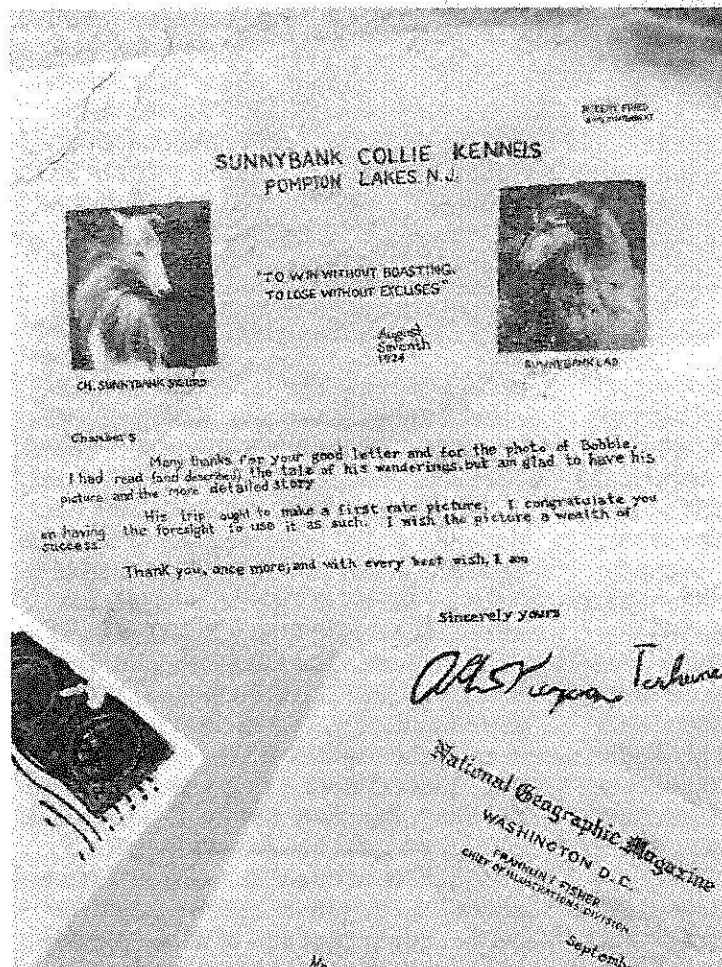 SUNNYBANK COLLIE KENNELS
POMPTON LAKES N.J.
"TO WIN WITHOUT BOASTING,
TO LOSE WITHOUT EXCUSES"
August
Seventh
1924
CH. SUNNYBANK SIGURD
SUNNYBANK LAD
Chambers
Many thanks for your good letter and for the photo of Bobbie.
I had read (and described) the tale of his wanderings, but am glad to have his
picture and the more detailed story
His trip ought to make a first rate picture. I congratulate you
on having the foresight to use it as such. I wish the picture a wealth of
success.
Thank you, once more, and with every best wish, I am
Sincerely yours
Terhune
National Geographic Magazine
WASHINGTON D.C.
FRANKLIN L. FISHER
CHIEF OF ILLUSTRATIONS DIVISION
Septemb